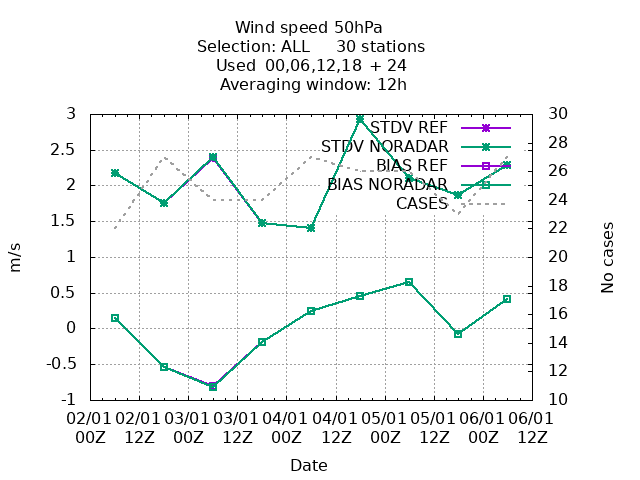 Wind speed 50hPa
Selection: ALL 30 stations
Used 00,06,12,18 + 24
Averaging window: 12h
STDV REF
STDV NORADAR
BIAS REF
BIAS NORADAR
CASES
m/s
3
2.5
2
1.5
1
0.5
0
-0.5
-1
No cases
30
28
26
24
22
20
18
16
14
12
10
02/01 02/01 03/01 03/01 04/01 04/01 05/01 05/01 06/01 06/01
00Z 12Z 00Z 12Z 00Z 12Z 00Z 12Z 00Z 12Z
Date